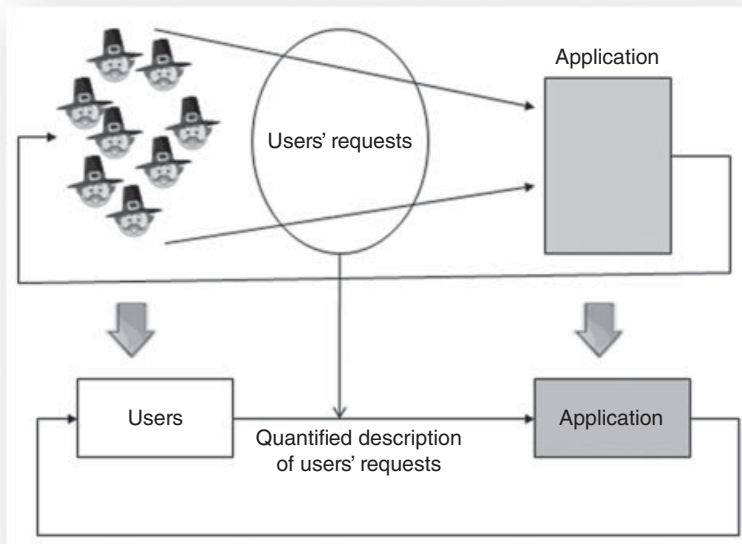 Application
Users’ requests
Users
Application
Quantified description
of users’ requests